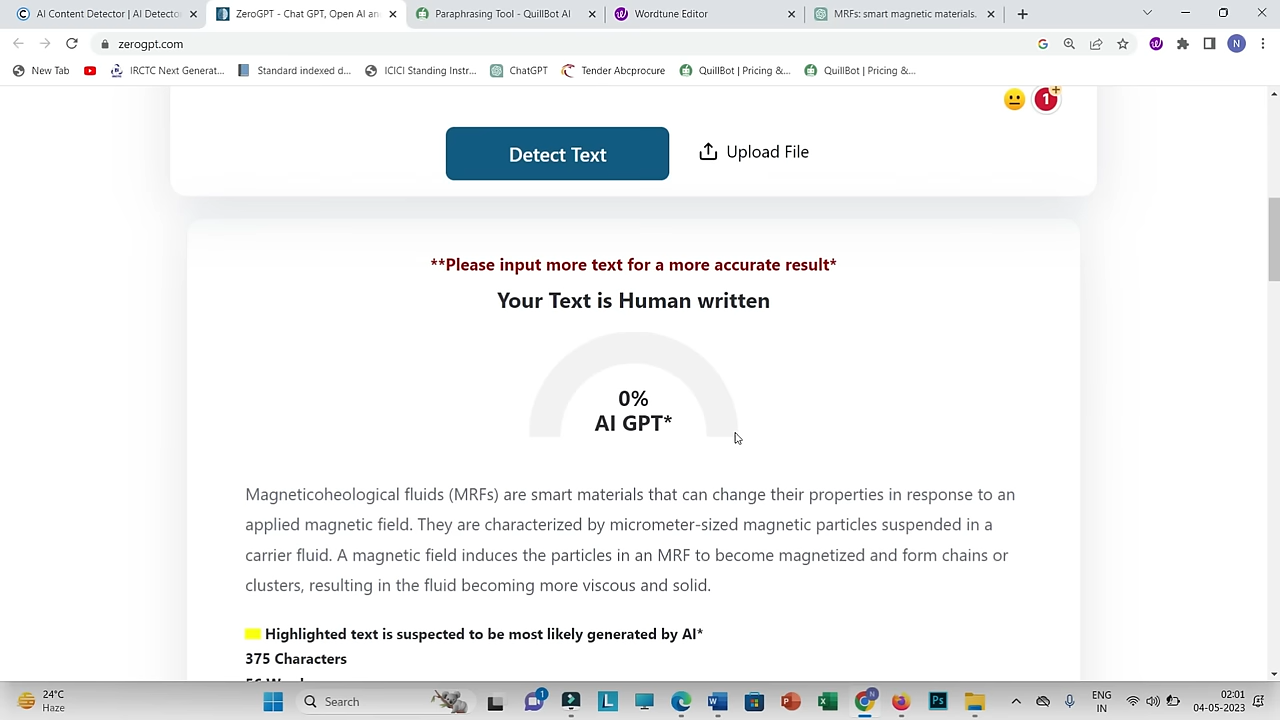 AI Content Detector | AI Detecto
ZeroGPT - Chat GPT, Open AI an
Paraphrasing Tool - QuillBot AI
Wordtune Editor
MRFs: smart magnetic materials.
zerogpt.com
N
New Tab
IRCTC Next Generat...
Standard indexed d...
ICICI Standing Instr...
ChatGPT
Tender Abcprocure
QuillBot | Pricing &...
QuillBot | Pricing &...
1
Detect Text
Upload File
**Please input more text for a more accurate result*
Your Text is Human written
0%
AI GPT*
Magneticoheological fluids (MRFs) are smart materials that can change their properties in response to an
applied magnetic field. They are characterized by micrometer-sized magnetic particles suspended in a
carrier fluid. A magnetic field induces the particles in an MRF to become magnetized and form chains or
clusters, resulting in the fluid becoming more viscous and solid.
Highlighted text is suspected to be most likely generated by AI*
375 Characters
24°C
Haze
Search
1
ENG
IN
02:01
04-05-2023